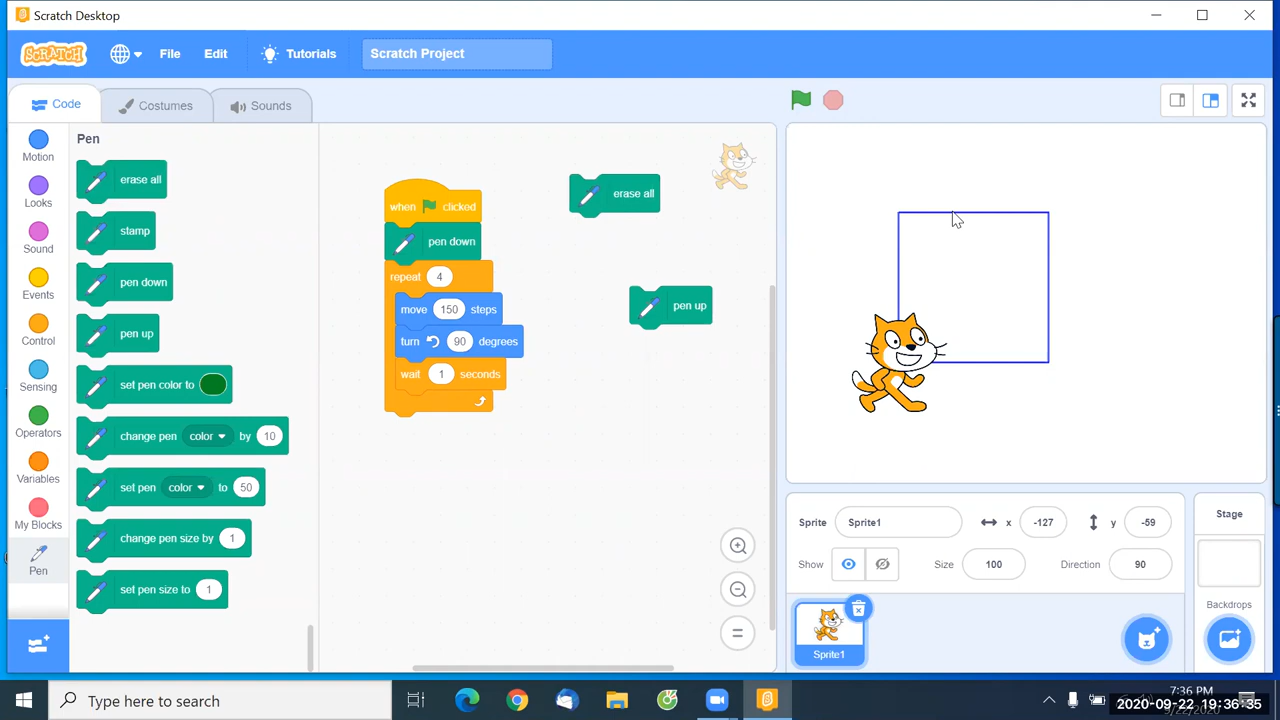 Scratch Desktop
SCRATCH
File
Edit
Tutorials
Scratch Project
Code
Costumes
Sounds
Motion
Looks
Sound
Events
Control
Sensing
Operators
Variables
My Blocks
Pen
Pen
erase all
stamp
pen down
pen up
set pen color to
change pen color by 10
set pen color to 50
change pen size by 1
set pen size to 1
when clicked
pen down
repeat 4
move 150 steps
turn 90 degrees
wait 1 seconds
erase all
pen up
Sprite Sprite1 x -127 y -59
Show Size 100 Direction 90
Sprite1
Stage
Backdrops
Type here to search
7:36 PM
9/22/2020
2020-09-22 19:36:35